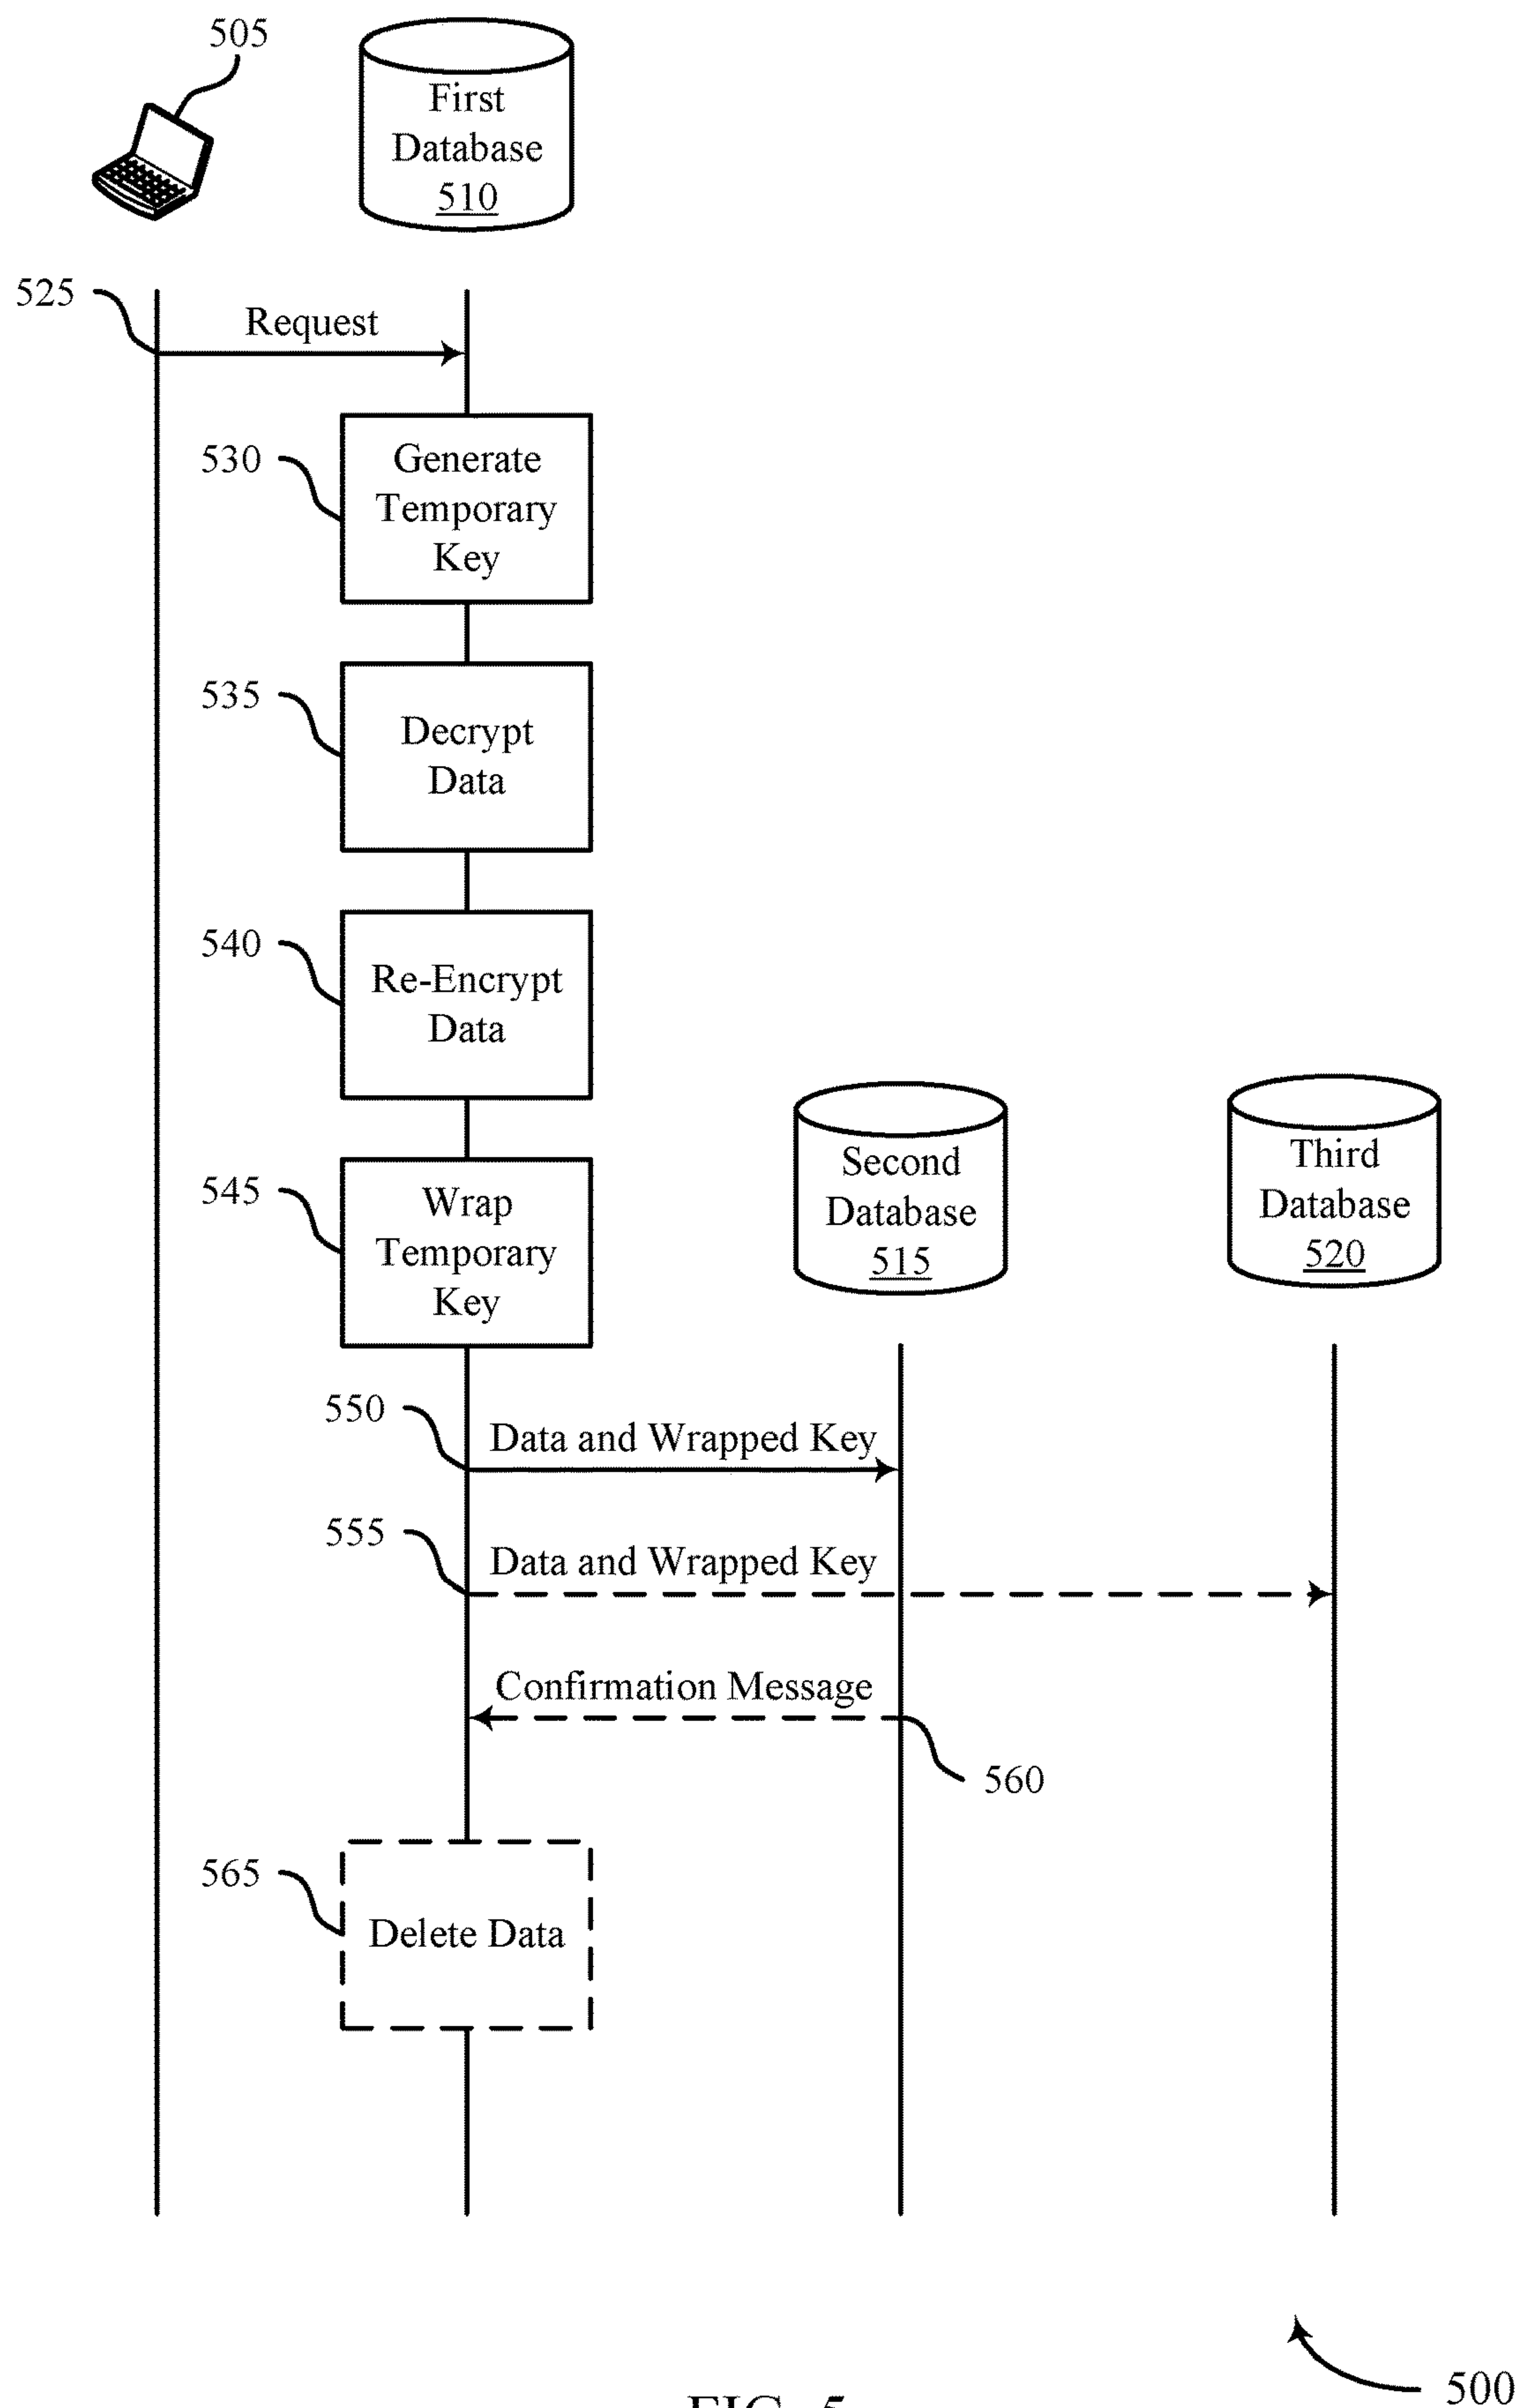 505
First
Database
510
525
Request
530
Generate
Temporary
Key
535
Decrypt
Data
540
Re-Encrypt
Data
545
Wrap
Temporary
Key
Second
Database
515
Third
Database
520
550
Data and Wrapped Key
555
Data and Wrapped Key
Confirmation Message
560
565
Delete Data
500
FIG. 5